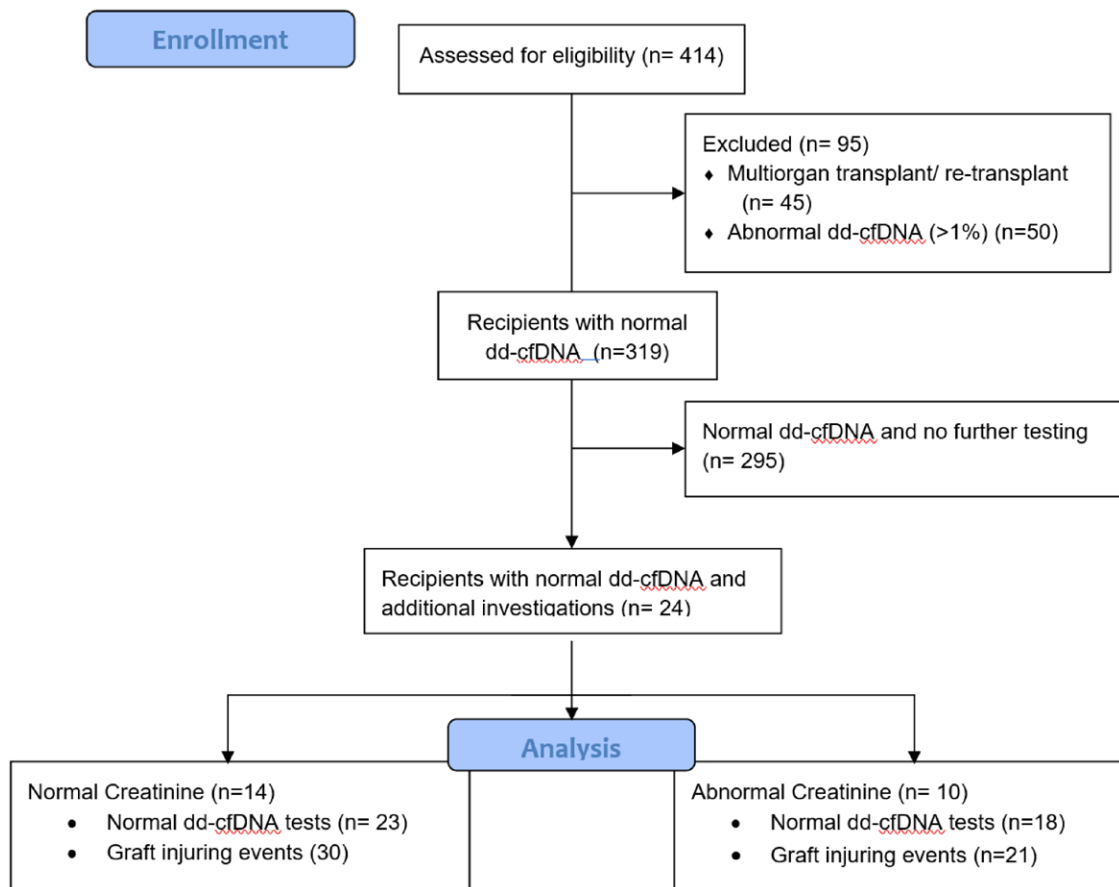 Enrollment
Assessed for eligibility (n= 414)
Excluded (n= 95)
♦ Multiorgan transplant/ re-transplant
(n= 45)
♦ Abnormal dd-cfDNA (>1%) (n=50)
Recipients with normal
dd-cfDNA (n=319)
Normal dd-cfDNA and no further testing
(n= 295)
Recipients with normal dd-cfDNA and
additional investigations (n= 24)
Analysis
Normal Creatinine (n=14)
• Normal dd-cfDNA tests (n= 23)
• Graft injuring events (30)
Abnormal Creatinine (n= 10)
• Normal dd-cfDNA tests (n=18)
• Graft injuring events (n=21)